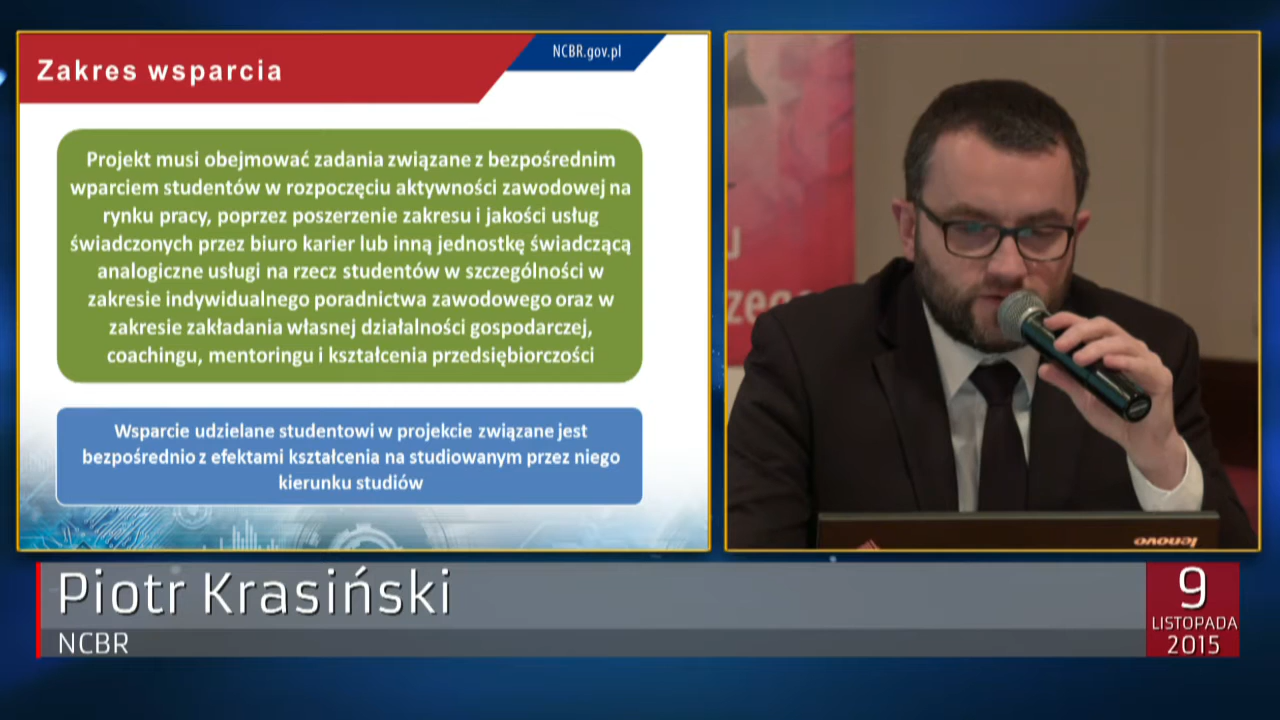 Zakres wsparcia
NCBR.gov.pl
Projekt musi obejmować zadania związane z bezpośrednim
wparciem studentów w rozpoczęciu aktywności zawodowej na
rynku pracy, poprzez poszerzenie zakresu i jakości usług
świadczonych przez biuro karier lub inną jednostkę świadczącą
analogiczne usługi na rzecz studentów w szczególności w
zakresie indywidualnego poradnictwa zawodowego oraz w
zakresie zakładania własnej działalności gospodarczej,
coachingu, mentoringu i kształcenia przedsiębiorczości
Wsparcie udzielane studentowi w projekcie związane jest
bezpośrednio z efektami kształcenia na studiowanym przez niego
kierunku studiów
lenovo
Piotr Krasiński
NCBR
9
LISTOPADA
2015